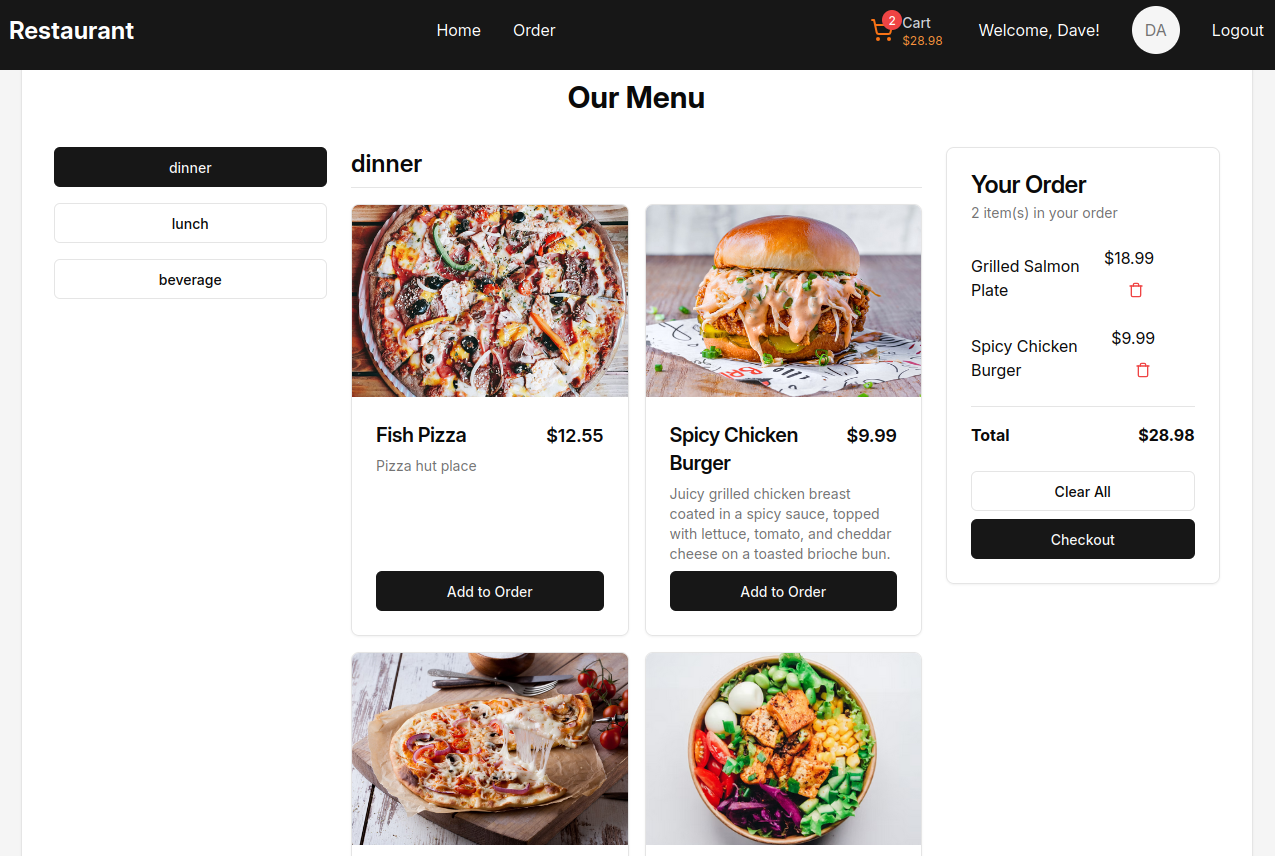 Restaurant
Home
Order
2
Cart
$28.98
Welcome, Dave!
DA
Logout
Our Menu
dinner
lunch
beverage
dinner
Fish Pizza
$12.55
Pizza hut place
Add to Order
Spicy Chicken
Burger
$9.99
Juicy grilled chicken breast
coated in a spicy sauce, topped
with lettuce, tomato, and cheddar
cheese on a toasted brioche bun.
Add to Order
Your Order
2 item(s) in your order
Grilled Salmon
Plate
$18.99
Spicy Chicken
Burger
$9.99
Total
$28.98
Clear All
Checkout